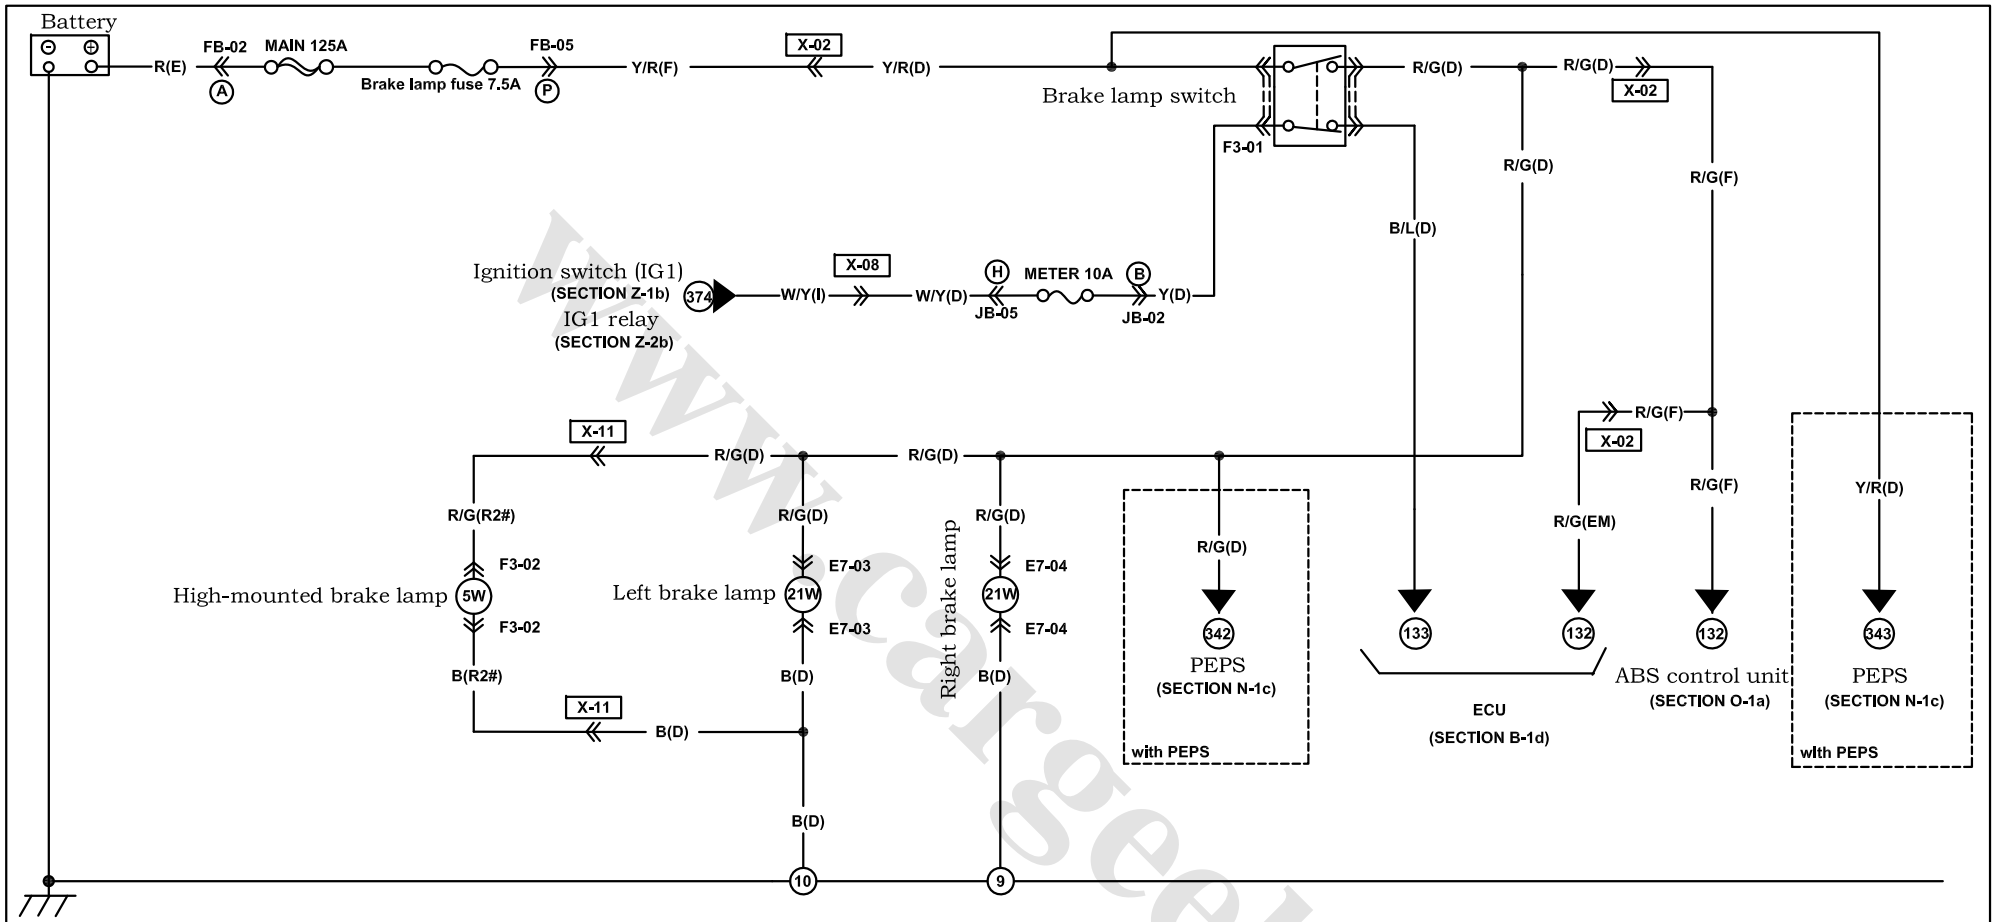 Battery
FB-02
MAIN 125A
FB-05
X-02
R(E)
Y/R(F)
Y/R(D)
R/G(D)
R/G(D)
A
Brake lamp fuse 7.5A
P
Brake lamp switch
X-02
F3-01
R/G(D)
R/G(F)
B/L(D)
Ignition switch (IG1)
(SECTION Z-1b)
374
IG1 relay
(SECTION Z-2b)
X-08
W/Y(I)
W/Y(D)
H
METER 10A
B
JB-05
JB-02
Y(D)
R/G(F)
X-02
X-11
R/G(D)
R/G(D)
R/G(F)
Y/R(D)
R/G(R2#)
R/G(D)
R/G(D)
R/G(EM)
R/G(D)
F3-02
E7-03
E7-04
High-mounted brake lamp
5W
Left brake lamp
21W
Right brake lamp
21W
F3-02
E7-03
E7-04
342
133
132
132
343
B(R2#)
B(D)
B(D)
PEPS
(SECTION N-1c)
ECU
(SECTION B-1d)
ABS control unit
(SECTION O-1a)
PEPS
(SECTION N-1c)
X-11
B(D)
with PEPS
with PEPS
B(D)
10
9
www.cargeek